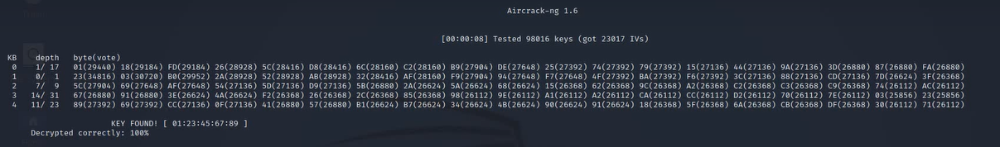 Aircrack-ng 1.6
[00:00:08] Tested 98016 keys (got 23017 IVs)
KB depth byte(vote)
0 1/ 17 01(29440) 18(29184) FD(29184) 26(28928) 5C(28416) D8(28416) 6C(28160) C2(28160) B9(27904) DE(27648) 25(27392) 74(27392) 79(27392) 15(27136) 44(27136) 9A(27136) 3D(26880) 87(26880) FA(26880)
1 0/ 1 23(34816) 03(30720) B0(29952) 2A(28928) 52(28928) AB(28928) 32(28416) AF(28160) F9(27904) 94(27648) F7(27648) 4F(27392) BA(27392) F6(27392) 3C(27136) 88(27136) CD(27136) 7D(26624) 3F(26368)
2 7/ 9 5C(27904) 69(27648) AF(27648) 54(27136) 5D(27136) D9(27136) 5B(26880) 2A(26624) 5A(26624) 68(26624) 15(26368) 62(26368) 9C(26368) A2(26368) C2(26368) C3(26368) C9(26368) 74(26112) AC(26112)
3 14/ 31 67(26880) 91(26880) 3E(26624) 4A(26624) F2(26368) 26(26368) 2C(26368) 85(26368) 98(26112) 9E(26112) A1(26112) A2(26112) CA(26112) CC(26112) D2(26112) 70(26112) 7E(26112) 03(25856) 23(25856)
4 11/ 23 89(27392) 69(27392) CC(27136) 0F(27136) 41(26880) 57(26880) B1(26624) B7(26624) 34(26624) 4B(26624) 90(26624) 91(26624) 18(26368) 5F(26368) 6A(26368) CB(26368) DF(26368) 30(26112) 71(26112)
KEY FOUND! [ 01:23:45:67:89 ]
Decrypted correctly: 100%